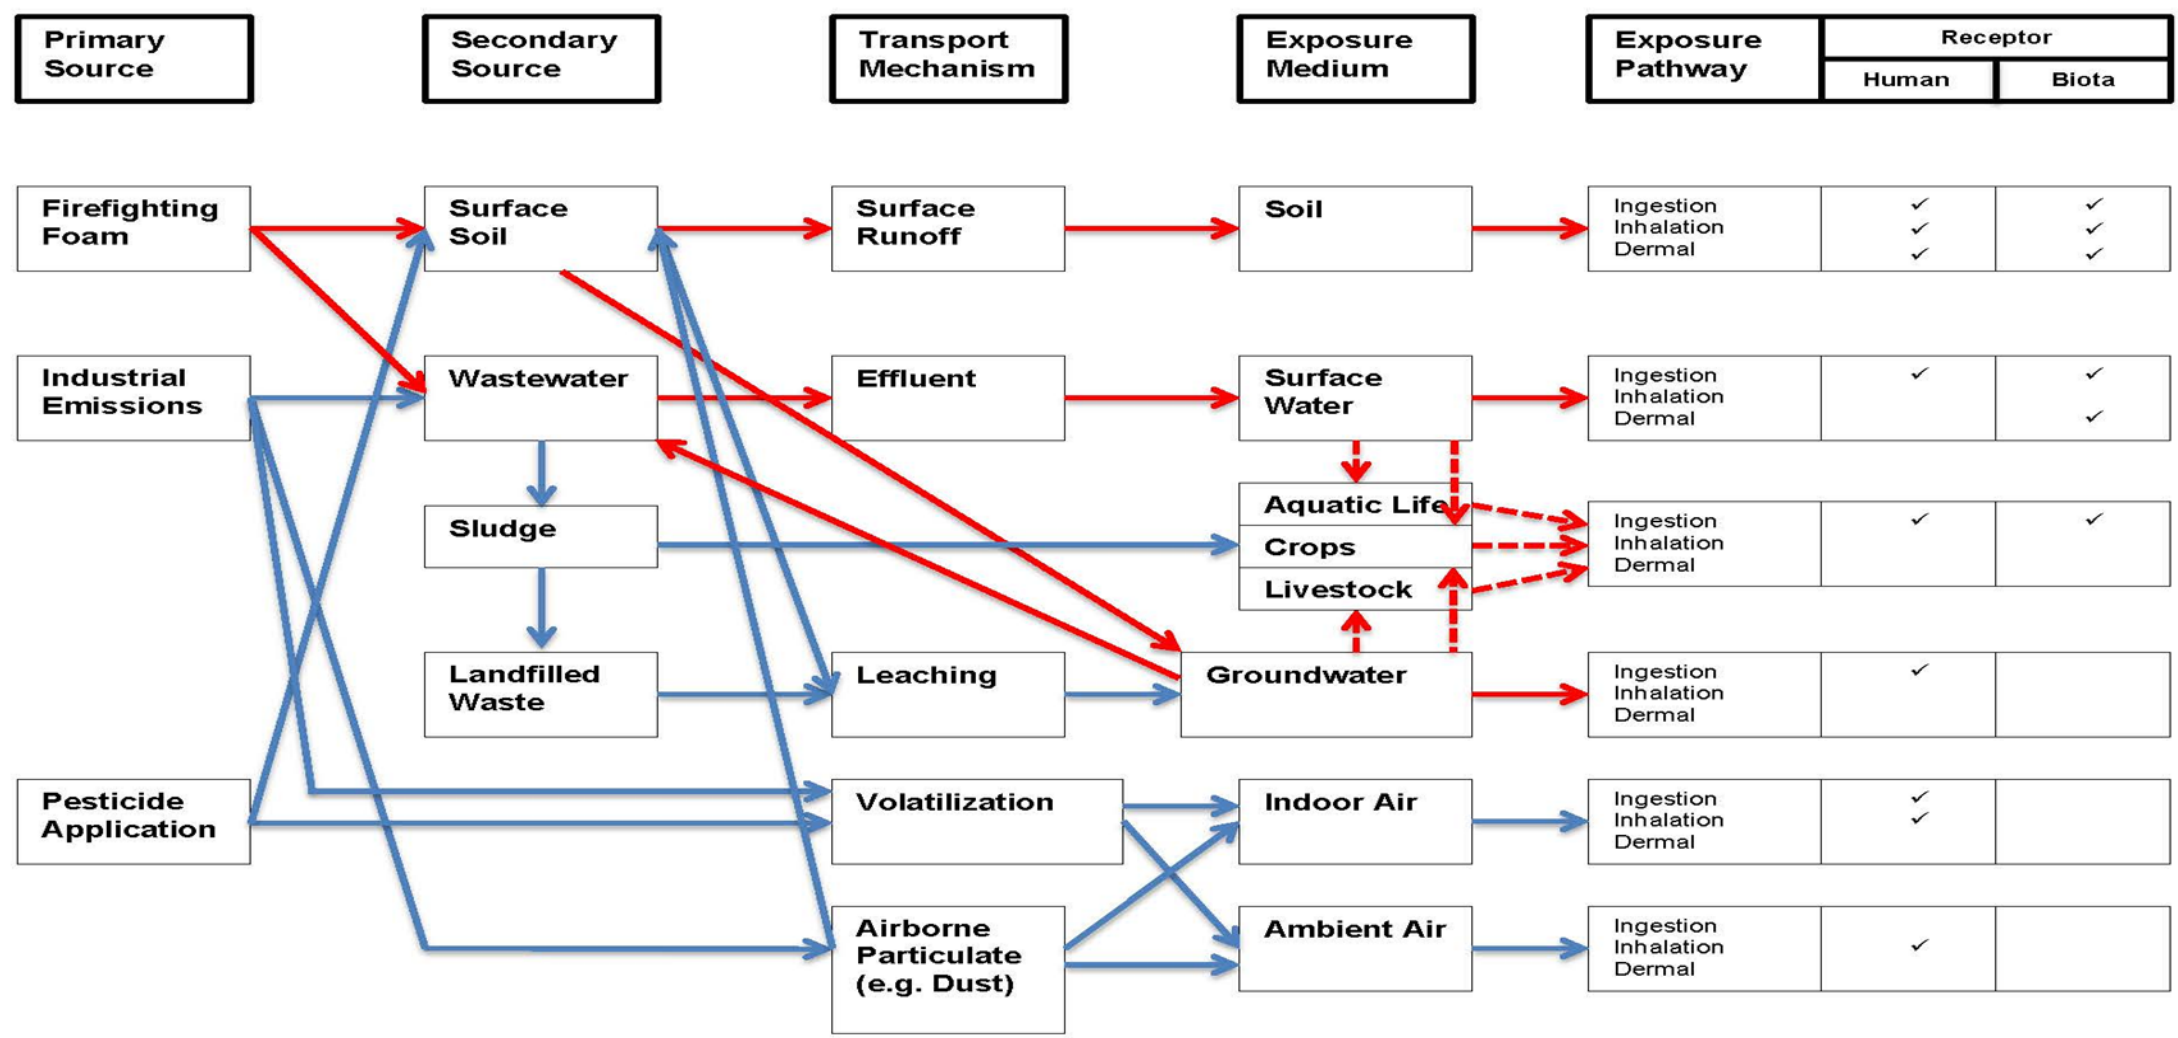 Primary
Source
Secondary
Source
Transport
Mechanism
Exposure
Medium
Exposure
Pathway
Receptor
Human
Biota
Firefighting
Foam
Surface
Soil
Surface
Runoff
Soil
Ingestion
Inhalation
Dermal
Industrial
Emissions
Wastewater
Effluent
Surface
Water
Ingestion
Inhalation
Dermal
Sludge
Aquatic Life
Crops
Livestock
Ingestion
Inhalation
Dermal
Landfilled
Waste
Leaching
Groundwater
Ingestion
Inhalation
Dermal
Pesticide
Application
Volatilization
Indoor Air
Ingestion
Inhalation
Dermal
Airborne
Particulate
(e.g. Dust)
Ambient Air
Ingestion
Inhalation
Dermal